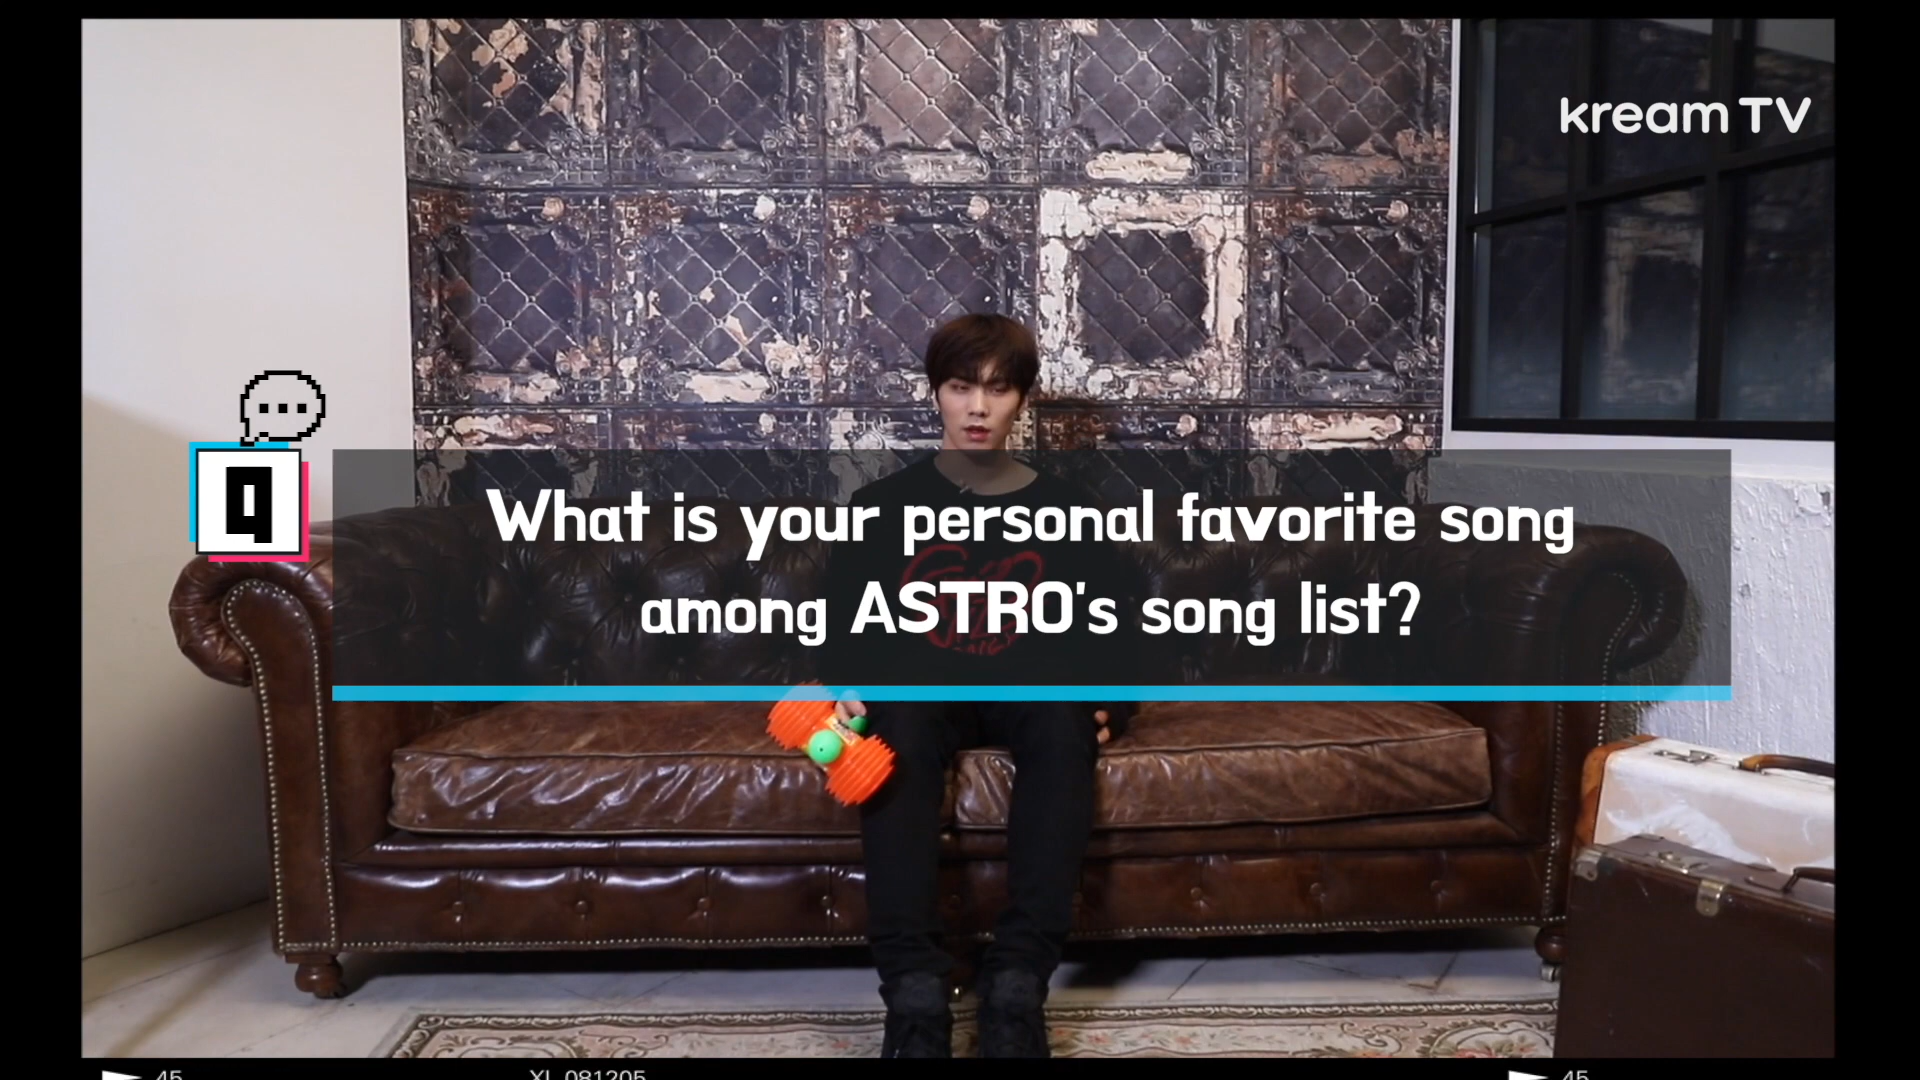 kream TV
Q
What is your personal favorite song
among ASTRO's song list?
45
XL 081205
45